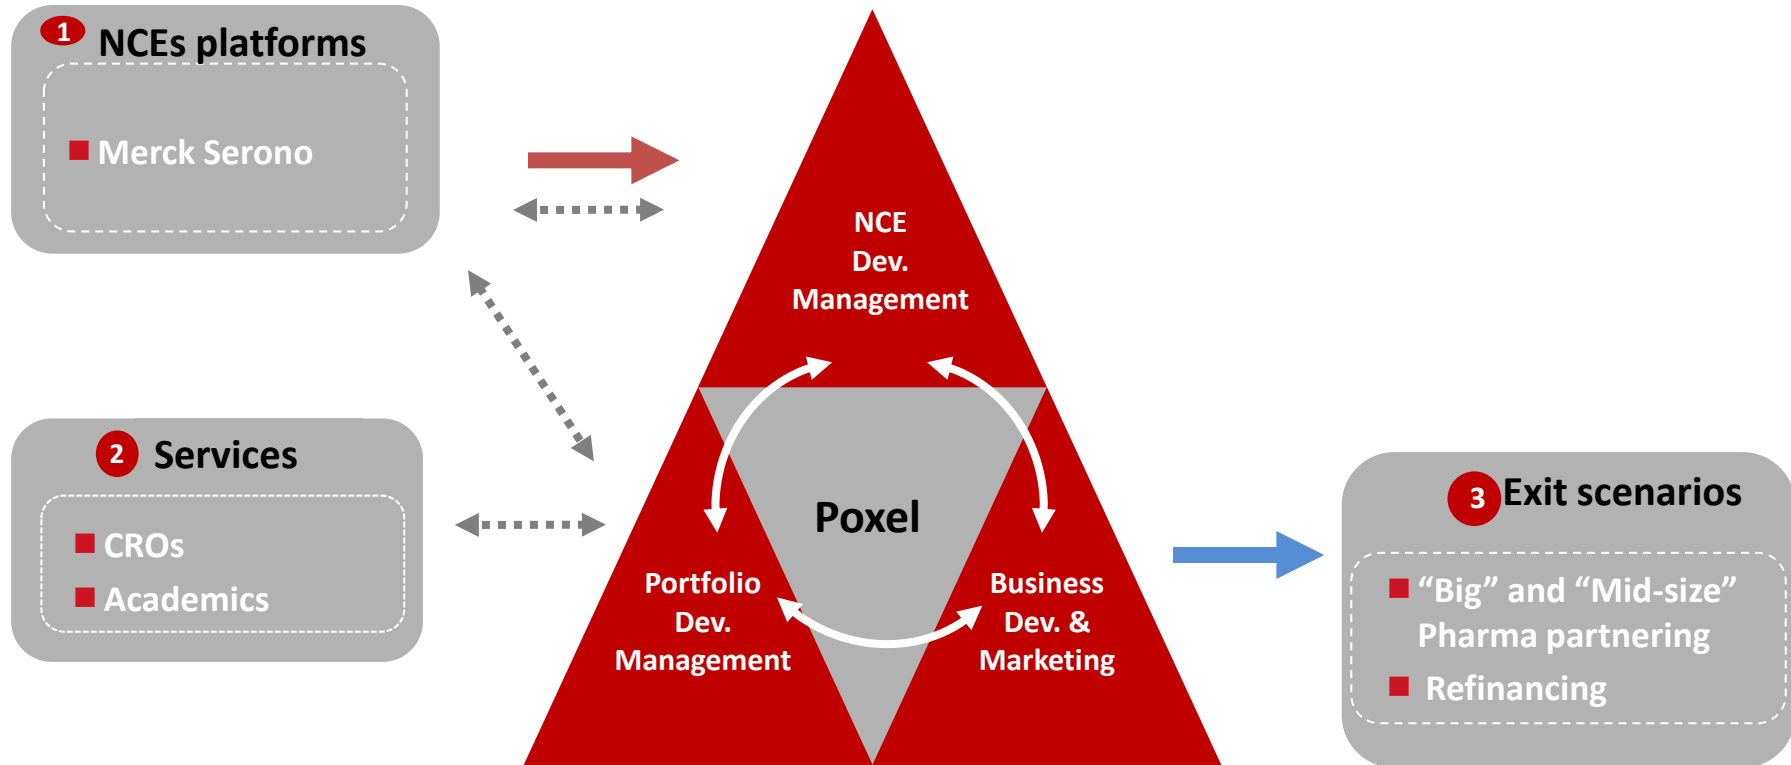 1 NCEs platforms
Merck Serono
2 Services
CROs
Academics
NCE
Dev.
Management
Poxel
Portfolio
Dev.
Management
Business
Dev. &
Marketing
3 Exit scenarios
“Big” and “Mid-size”
Pharma partnering
Refinancing